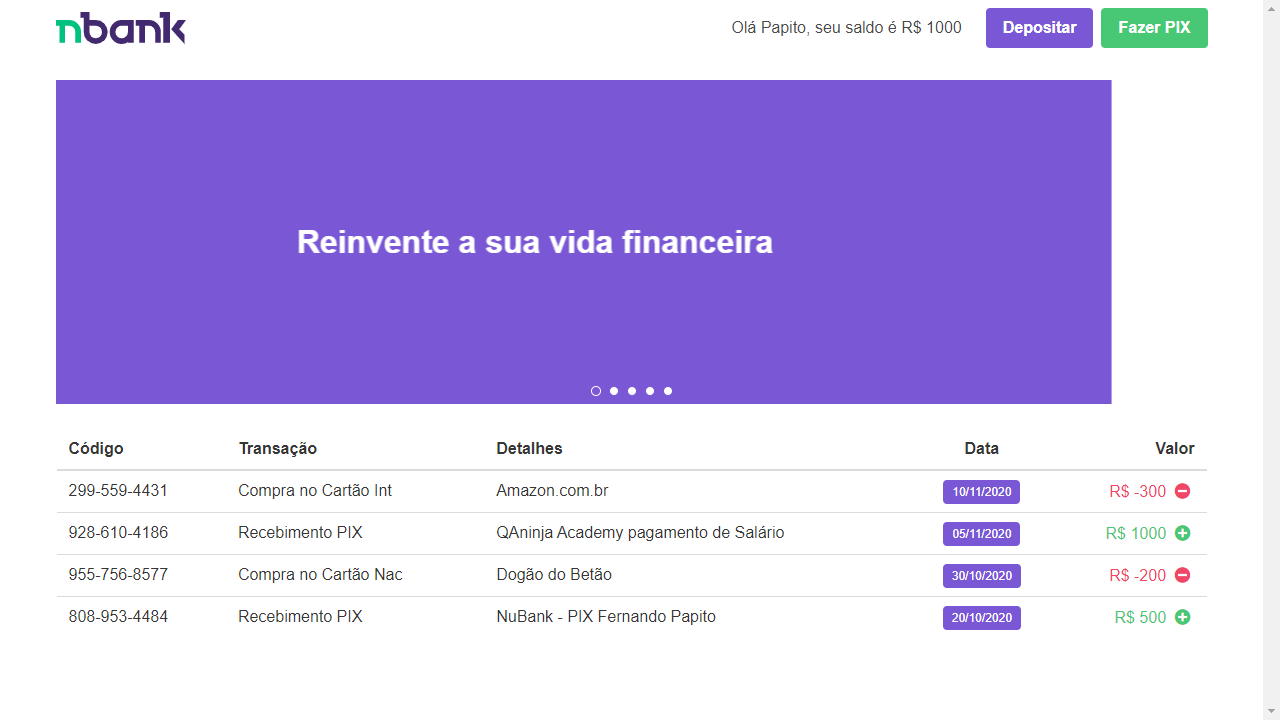 nbank
Olá Papito, seu saldo é R$ 1000 Depositar Fazer PIX
Reinvente a sua vida financeira
Código Transação Detalhes Data Valor
299-559-4431 Compra no Cartão Int Amazon.com.br 10/11/2020 R$ -300
928-610-4186 Recebimento PIX QAninja Academy pagamento de Salário 05/11/2020 R$ 1000
955-756-8577 Compra no Cartão Nac Dogão do Betão 30/10/2020 R$ -200
808-953-4484 Recebimento PIX NuBank - PIX Fernando Papito 20/10/2020 R$ 500